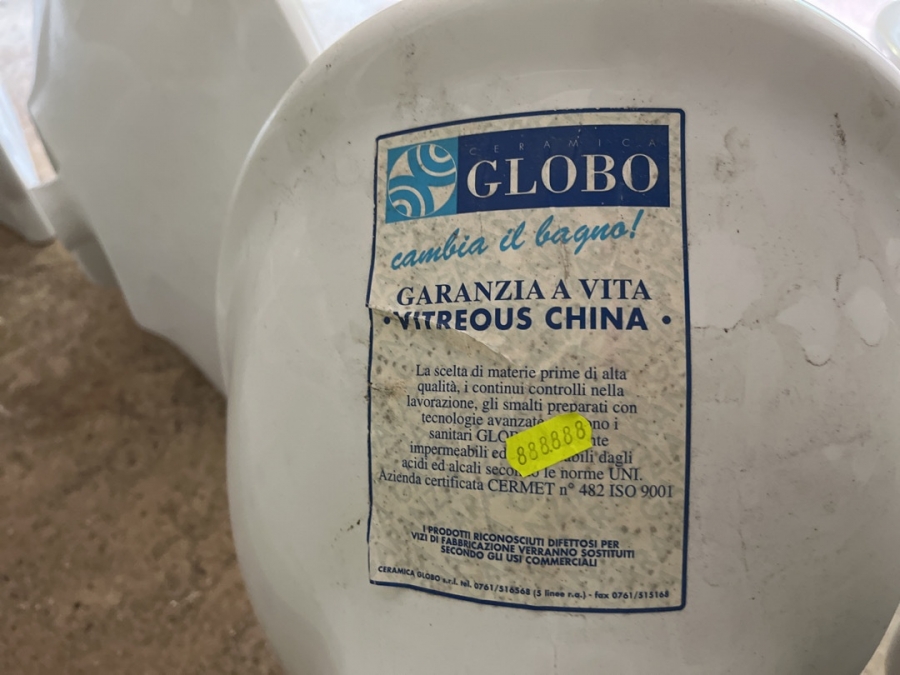 CERAMICA
GLOBO
cambia il bagno!
GARANZIA A VITA
• VITREOUS CHINA •
La scelta di materie prime di alta
qualità, i continui controlli nella
lavorazione, gli smalti preparati con
tecnologie avanzate i
sanitari
888888
impermeabili ed dagli
acidi ed alcali secondo le norme UNI.
Azienda certificata CERMET n° 482 ISO 9001
I PRODOTTI RICONOSCIUTI DIFETTOSI PER
VIZI DI FABBRICAZIONE VERRANNO SOSTITUITI
SECONDO GLI USI COMMERCIALI
CERAMICA GLOBO s.r.l. tel. 0761/516568 (5 linee r.a.) - fax 0761/515168